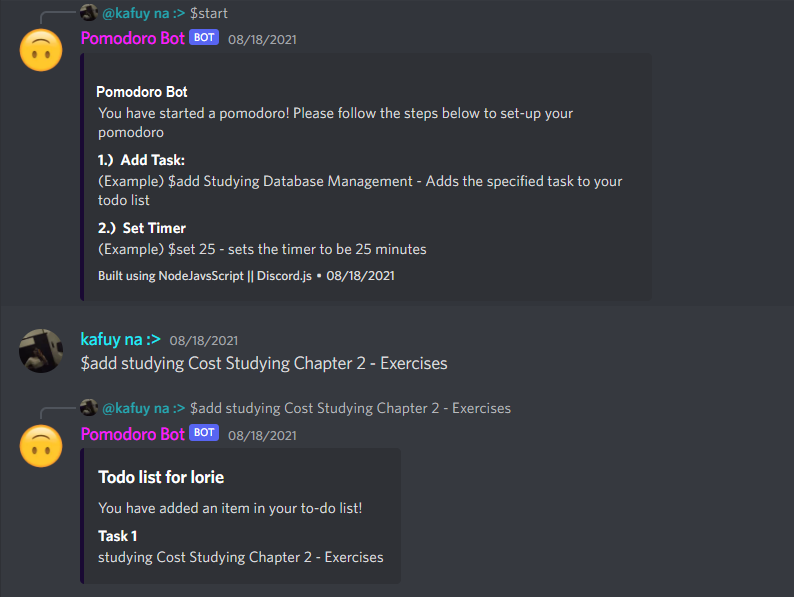 @kafuy na :> $start
Pomodoro Bot BOT 08/18/2021
Pomodoro Bot
You have started a pomodoro! Please follow the steps below to set-up your
pomodoro
1.) Add Task:
(Example) $add Studying Database Management - Adds the specified task to your
todo list
2.) Set Timer
(Example) $set 25 - sets the timer to be 25 minutes
Built using NodeJavsScript || Discord.js • 08/18/2021
kafuy na :> 08/18/2021
$add studying Cost Studying Chapter 2 - Exercises
@kafuy na :> $add studying Cost Studying Chapter 2 - Exercises
Pomodoro Bot BOT 08/18/2021
Todo list for lorie
You have added an item in your to-do list!
Task 1
studying Cost Studying Chapter 2 - Exercises